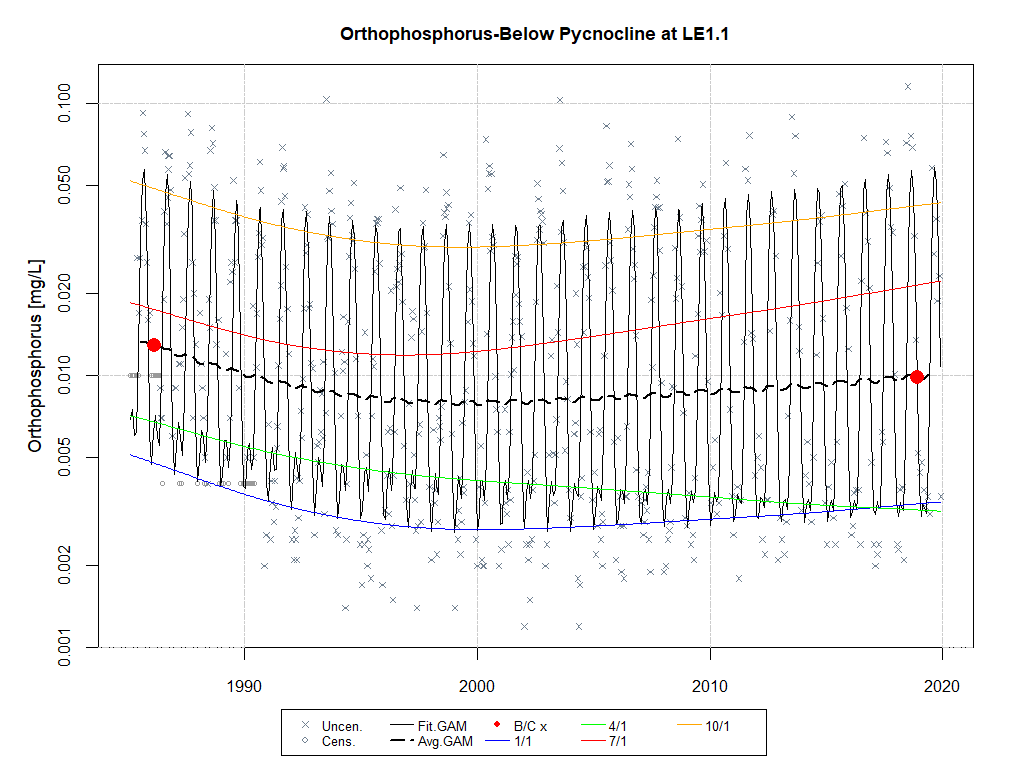 Orthophosphorus-Below Pycnocline at LE1.1
Orthophosphorus [mg/L]
0.100
0.050
0.020
0.010
0.005
0.002
0.001
1990
2000
2010
2020
Uncen. Fit.GAM B/C x 4/1 10/1
Cens. Avg.GAM 1/1 7/1